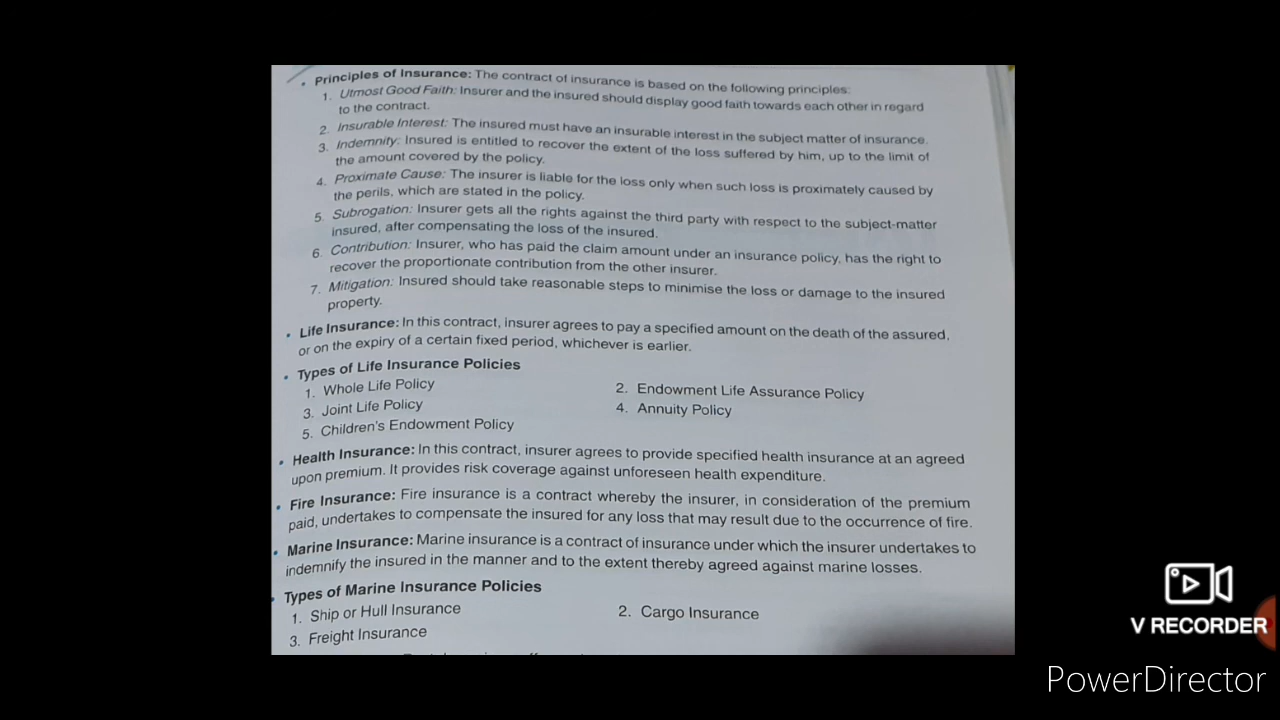 • Principles of Insurance: The contract of insurance is based on the following principles:
1. Utmost Good Faith: Insurer and the insured should display good faith towards each other in regard
to the contract.
2. Insurable Interest: The insured must have an insurable interest in the subject matter of insurance.
3. Indemnity: Insured is entitled to recover the extent of the loss suffered by him, up to the limit of
the amount covered by the policy.
4. Proximate Cause: The insurer is liable for the loss only when such loss is proximately caused by
the perils, which are stated in the policy.
5. Subrogation: Insurer gets all the rights against the third party with respect to the subject-matter
insured, after compensating the loss of the insured.
6. Contribution: Insurer, who has paid the claim amount under an insurance policy, has the right to
recover the proportionate contribution from the other insurer.
7. Mitigation: Insured should take reasonable steps to minimise the loss or damage to the insured
property.
• Life Insurance: In this contract, insurer agrees to pay a specified amount on the death of the assured,
or on the expiry of a certain fixed period, whichever is earlier.
• Types of Life Insurance Policies
1. Whole Life Policy 2. Endowment Life Assurance Policy
3. Joint Life Policy 4. Annuity Policy
5. Children's Endowment Policy
• Health Insurance: In this contract, insurer agrees to provide specified health insurance at an agreed
upon premium. It provides risk coverage against unforeseen health expenditure.
• Fire Insurance: Fire insurance is a contract whereby the insurer, in consideration of the premium
paid, undertakes to compensate the insured for any loss that may result due to the occurrence of fire.
• Marine Insurance: Marine insurance is a contract of insurance under which the insurer undertakes to
indemnify the insured in the manner and to the extent thereby agreed against marine losses.
• Types of Marine Insurance Policies
1. Ship or Hull Insurance 2. Cargo Insurance
3. Freight Insurance
V RECORDER
PowerDirector